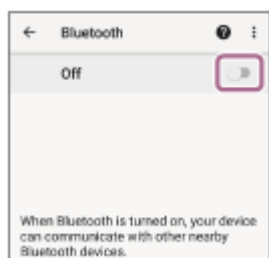 Bluetooth
Off
When Bluetooth is turned on, your device
can communicate with other nearby
Bluetooth devices.